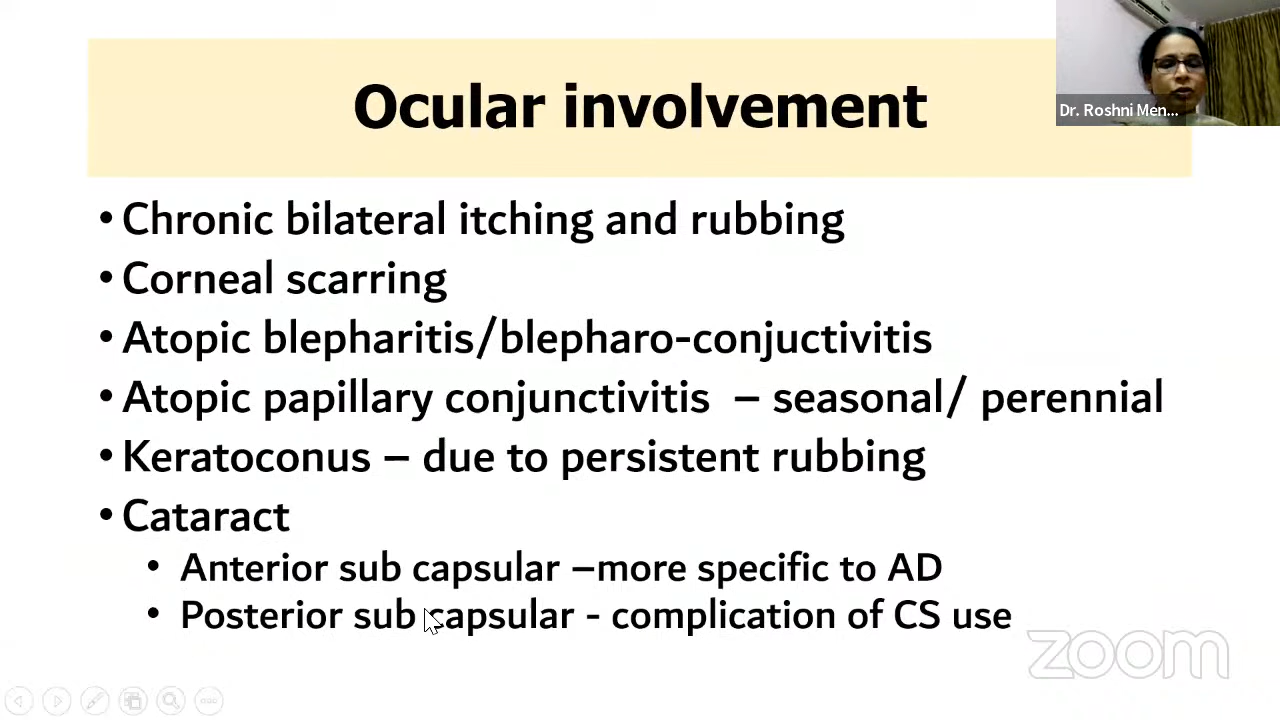 Ocular involvement
Dr. Roshni Men...
• Chronic bilateral itching and rubbing
• Corneal scarring
• Atopic blepharitis/blepharo-conjuctivitis
• Atopic papillary conjunctivitis – seasonal/ perennial
• Keratoconus – due to persistent rubbing
• Cataract
• Anterior sub capsular –more specific to AD
• Posterior sub capsular - complication of CS use
zoom